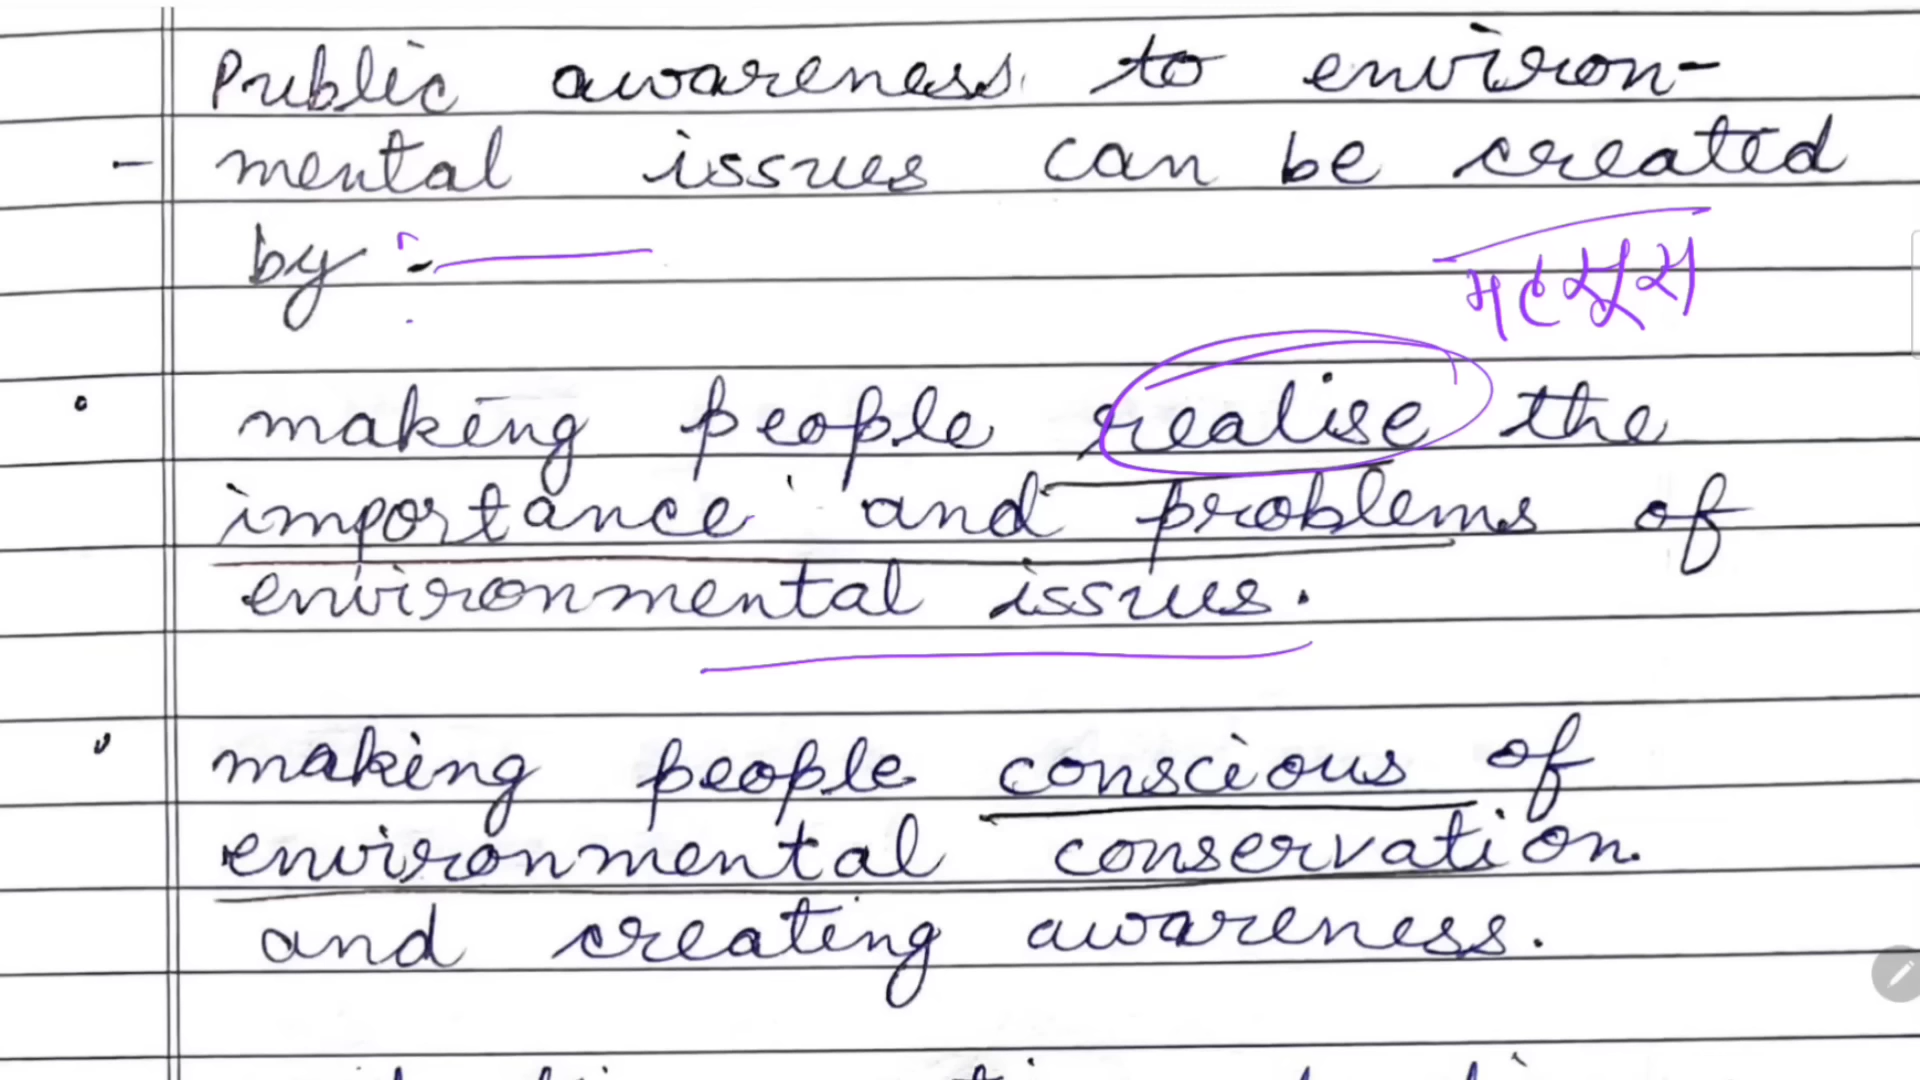 Public awareness to environ-
- mental issues can be created
by :-
महसूस
making people realise the
importance and problems of
environmental issues.
making people conscious of
environmental conservation
and creating awareness.